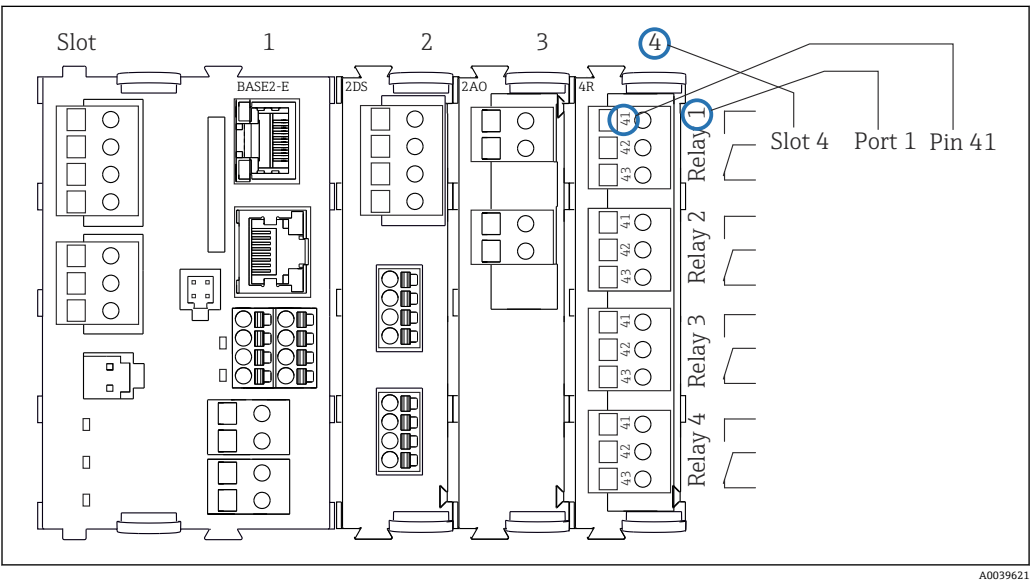 Slot 1 2 3 4
BASE2-E 2DS 2AO 4R
41
42
43
Relay 1
Slot 4 Port 1 Pin 41
41
42
43
Relay 2
41
42
43
Relay 3
41
42
43
Relay 4
A0039621